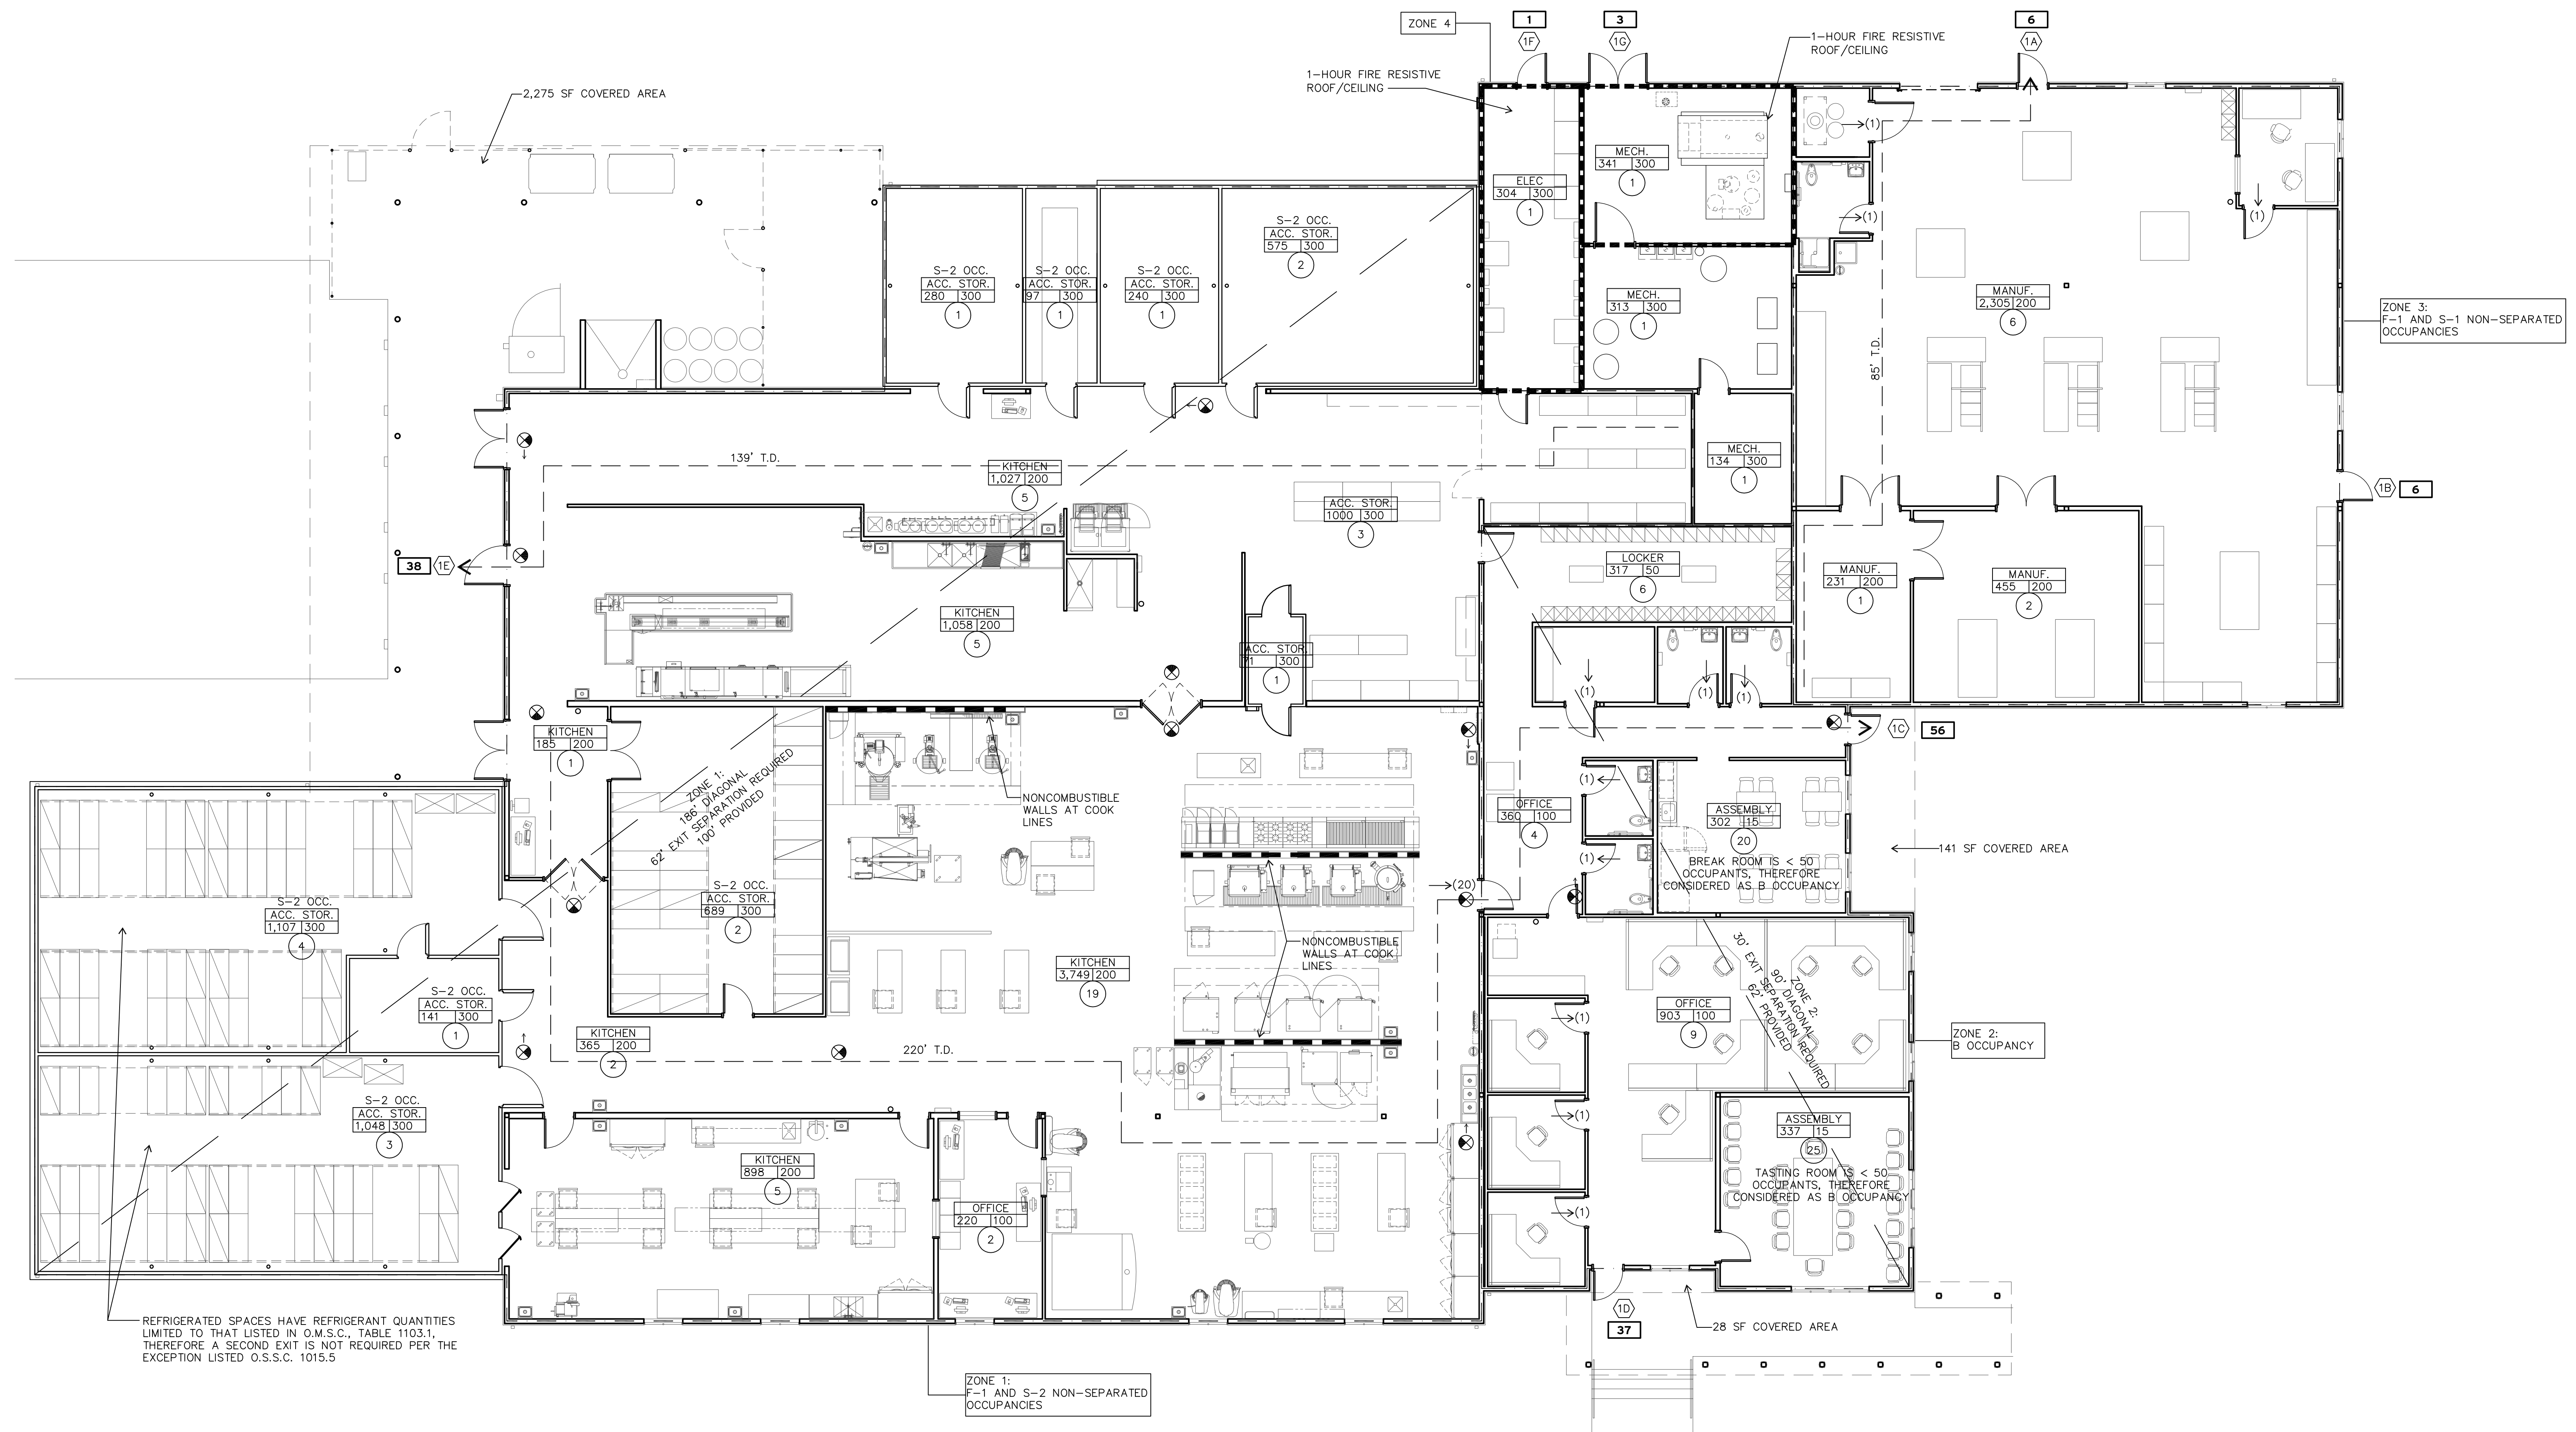 ZONE 4
1
1F
3
1G
6
1A
1-HOUR FIRE RESISTIVE
ROOF/CEILING
1-HOUR FIRE RESISTIVE
ROOF/CEILING
2,275 SF COVERED AREA
(1)
MECH.
341 300
1
ELEC
304 300
1
(1)
(1)
S-2 OCC.
ACC. STOR.
575 300
2
S-2 OCC.
ACC. STOR.
280 300
1
S-2 OCC.
ACC. STOR.
97 300
1
S-2 OCC.
ACC. STOR.
240 300
1
MECH.
313 300
1
MANUF.
2,305 200
6
ZONE 3:
F-1 AND S-1 NON-SEPARATED
OCCUPANCIES
85' T.D.
139' T.D.
KITCHEN
1,027 200
5
MECH.
134 300
1
ACC. STOR.
1000 300
3
1B
6
38
1E
LOCKER
317 50
6
MANUF.
231 200
1
MANUF.
455 200
2
KITCHEN
1,058 200
5
ACC. STOR.
71 300
1
(1)
(1)
(1)
1C
56
KITCHEN
185 200
1
ZONE 1:
186' DIAGONAL
62' EXIT SEPARATION REQUIRED
100' PROVIDED
NONCOMBUSTIBLE
WALLS AT COOK
LINES
(1)
OFFICE
360 100
4
ASSEMBLY
302 15
20
BREAK ROOM IS < 50
OCCUPANTS, THEREFORE
CONSIDERED AS B OCCUPANCY
141 SF COVERED AREA
(1)
(20)
S-2 OCC.
ACC. STOR.
689 300
2
S-2 OCC.
ACC. STOR.
1,107 300
4
NONCOMBUSTIBLE
WALLS AT COOK
LINES
KITCHEN
3,749 200
19
30' EXIT SEPARATION REQUIRED
90' DIAGONAL
ZONE 2:
62' PROVIDED
S-2 OCC.
ACC. STOR.
141 300
1
OFFICE
903 100
9
(1)
KITCHEN
365 200
2
220' T.D.
ZONE 2:
B OCCUPANCY
S-2 OCC.
ACC. STOR.
1,048 300
3
(1)
ASSEMBLY
337 15
25
TASTING ROOM IS < 50
OCCUPANTS, THEREFORE
CONSIDERED AS B OCCUPANCY
KITCHEN
898 200
5
OFFICE
220 100
2
(1)
1D
37
28 SF COVERED AREA
REFRIGERATED SPACES HAVE REFRIGERANT QUANTITIES
LIMITED TO THAT LISTED IN O.M.S.C., TABLE 1103.1,
THEREFORE A SECOND EXIT IS NOT REQUIRED PER THE
EXCEPTION LISTED O.S.S.C. 1015.5
ZONE 1:
F-1 AND S-2 NON-SEPARATED
OCCUPANCIES